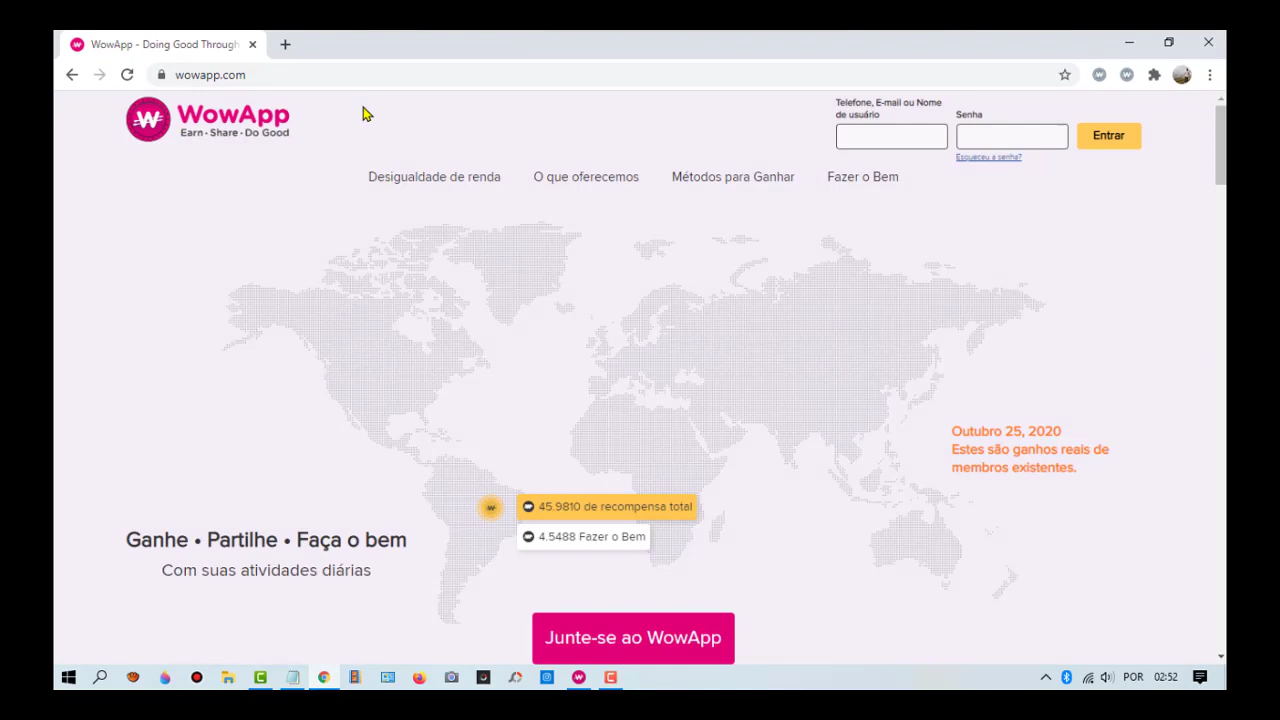 WowApp - Doing Good Through
wowapp.com
WowApp
Earn • Share • Do Good
Telefone, E-mail ou Nome
de usuário
Senha
Entrar
Esqueceu a senha?
Desigualdade de renda
O que oferecemos
Métodos para Ganhar
Fazer o Bem
Outubro 25, 2020
Estes são ganhos reais de
membros existentes.
45.9810 de recompensa total
4.5488 Fazer o Bem
Ganhe • Partilhe • Faça o bem
Com suas atividades diárias
Junte-se ao WowApp
POR
02:52